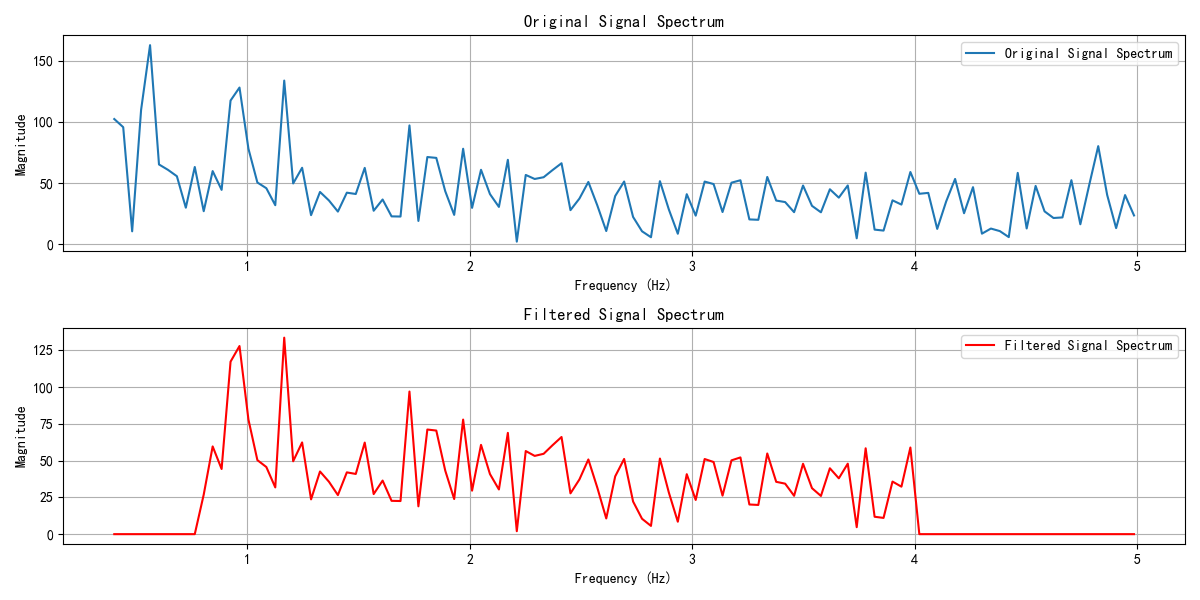 Original Signal Spectrum
Original Signal Spectrum
Magnitude
150
100
50
0
1 2 3 4 5
Frequency (Hz)
Filtered Signal Spectrum
Filtered Signal Spectrum
Magnitude
125
100
75
50
25
0
1 2 3 4 5
Frequency (Hz)